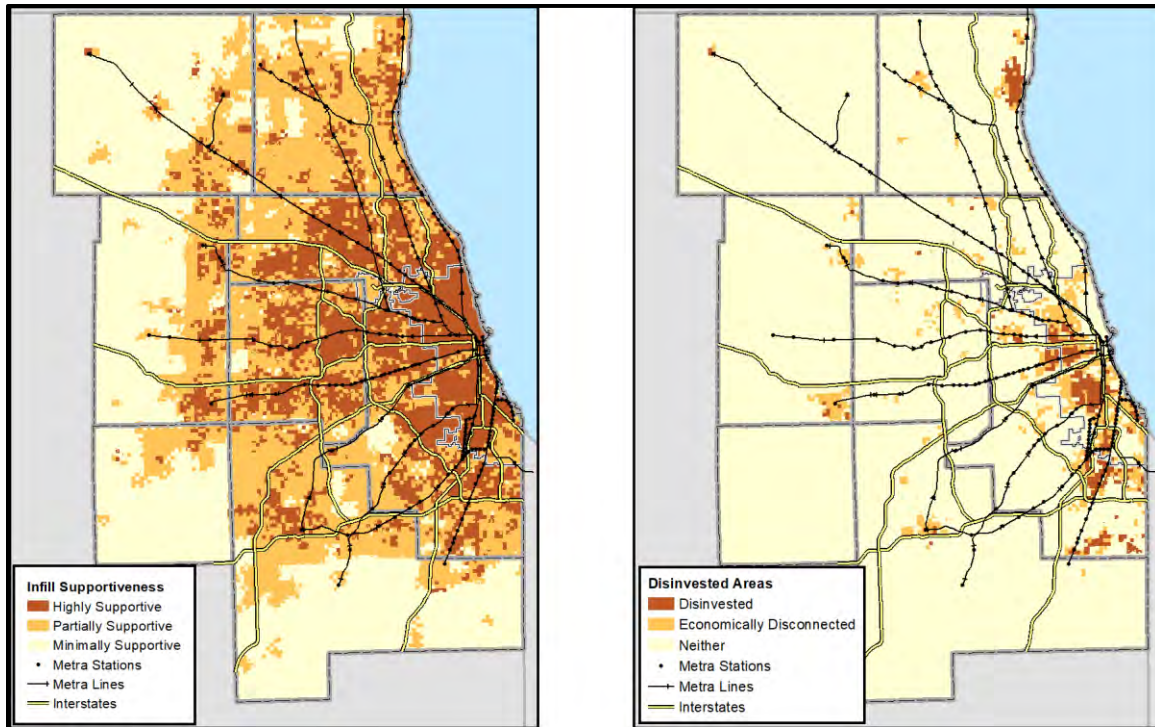 Infill Supportiveness
Highly Supportive
Partially Supportive
Minimally Supportive
Metra Stations
Metra Lines
Interstates
Disinvested Areas
Disinvested
Economically Disconnected
Neither
Metra Stations
Metra Lines
Interstates